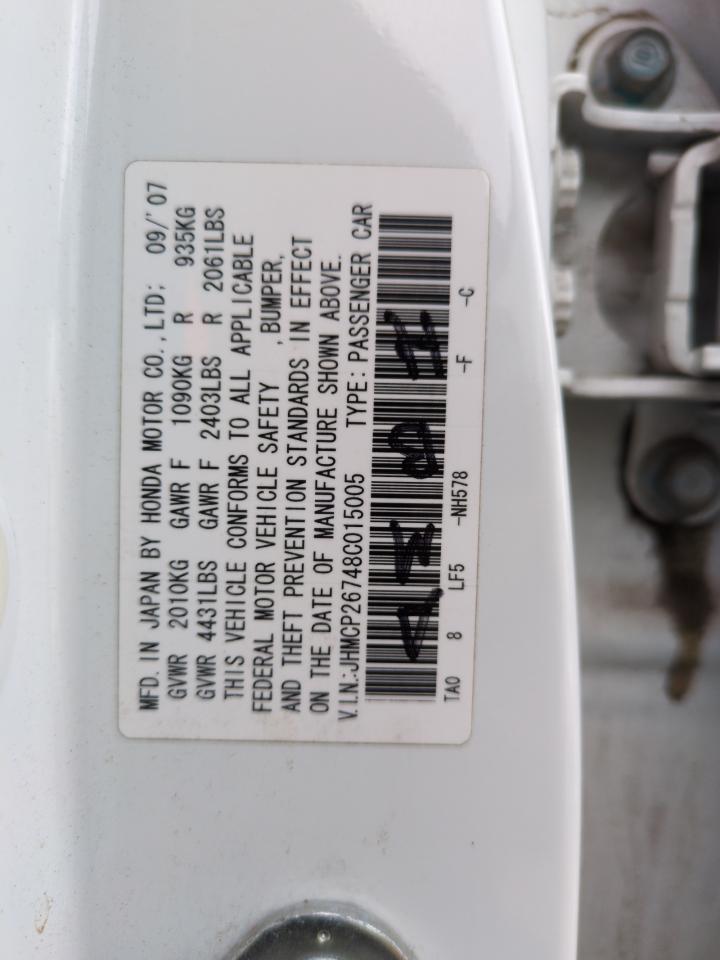 MFD. IN JAPAN BY HONDA MOTOR CO.,LTD: 09/'07
GVWR 2010KG GAWR F 1090KG R 935KG
GVWR 4431LBS GAWR F 2403LBS R 2061LBS
THIS VEHICLE CONFORMS TO ALL APPLICABLE
FEDERAL MOTOR VEHICLE SAFETY ,BUMPER,
AND THEFT PREVENTION STANDARDS IN EFFECT
ON THE DATE OF MANUFACTURE SHOWN ABOVE.
V.I.N.:JHMCP26748C015005 TYPE: PASSENGER CAR
TA0 8 LF5 -NH578 -F -C